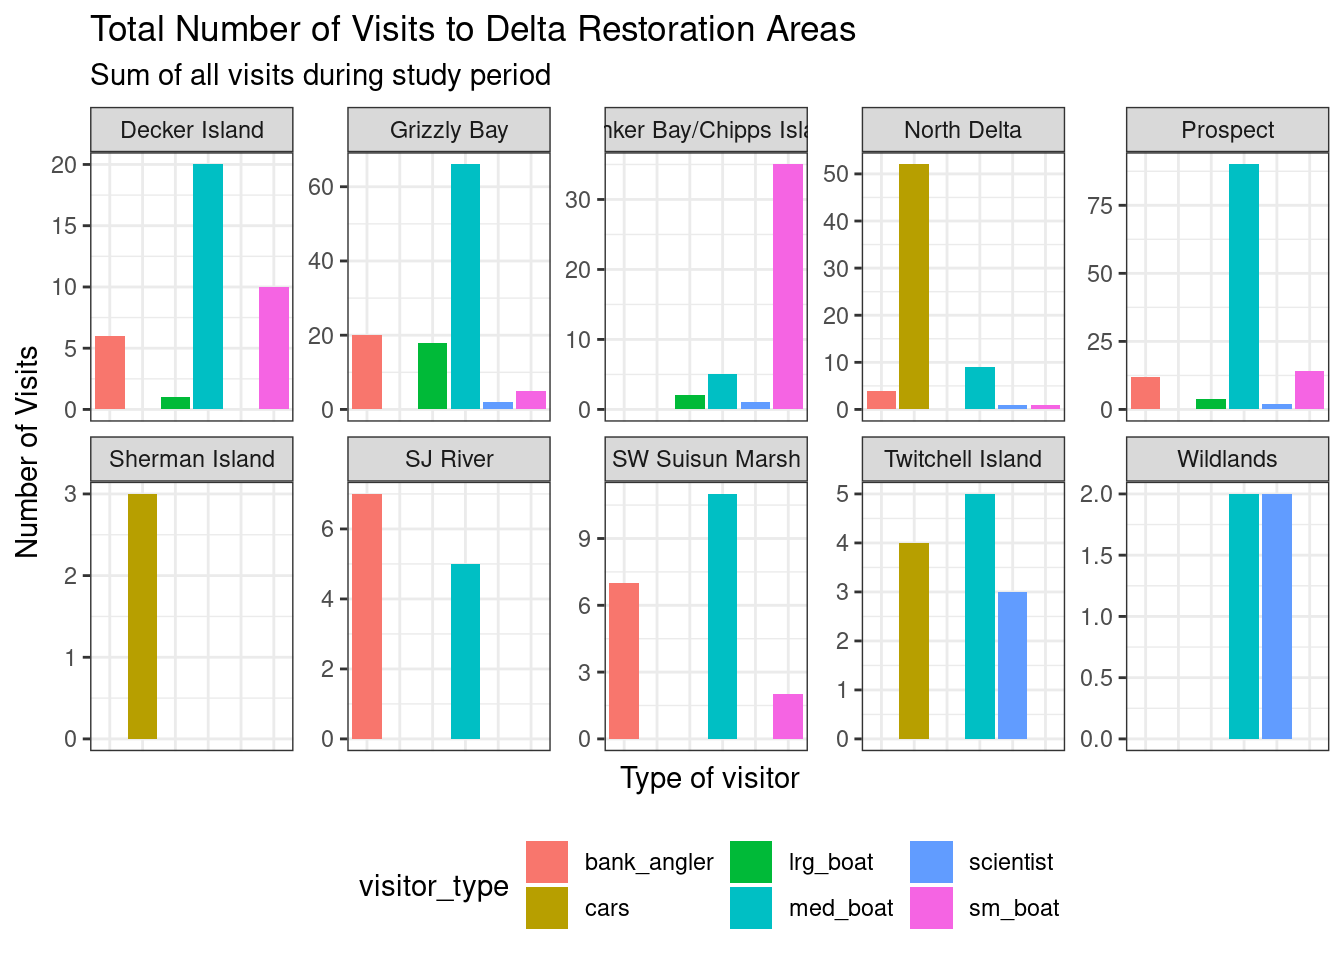 Total Number of Visits to Delta Restoration Areas
Sum of all visits during study period
Decker Island
Grizzly Bay
Bay/Chipps
North Delta
Prospect
20
15
10
5
0
60
40
20
0
30
20
10
0
50
40
30
20
10
0
75
50
25
0
Number of Visits
Sherman Island
SJ River
SW Suisun Marsh
Twitchell Island
Wildlands
3
2
1
0
6
4
2
0
9
6
3
0
5
4
3
2
1
0
2.0
1.5
1.0
0.5
0.0
Type of visitor
visitor_type
bank_angler
lrg_boat
scientist
cars
med_boat
sm_boat